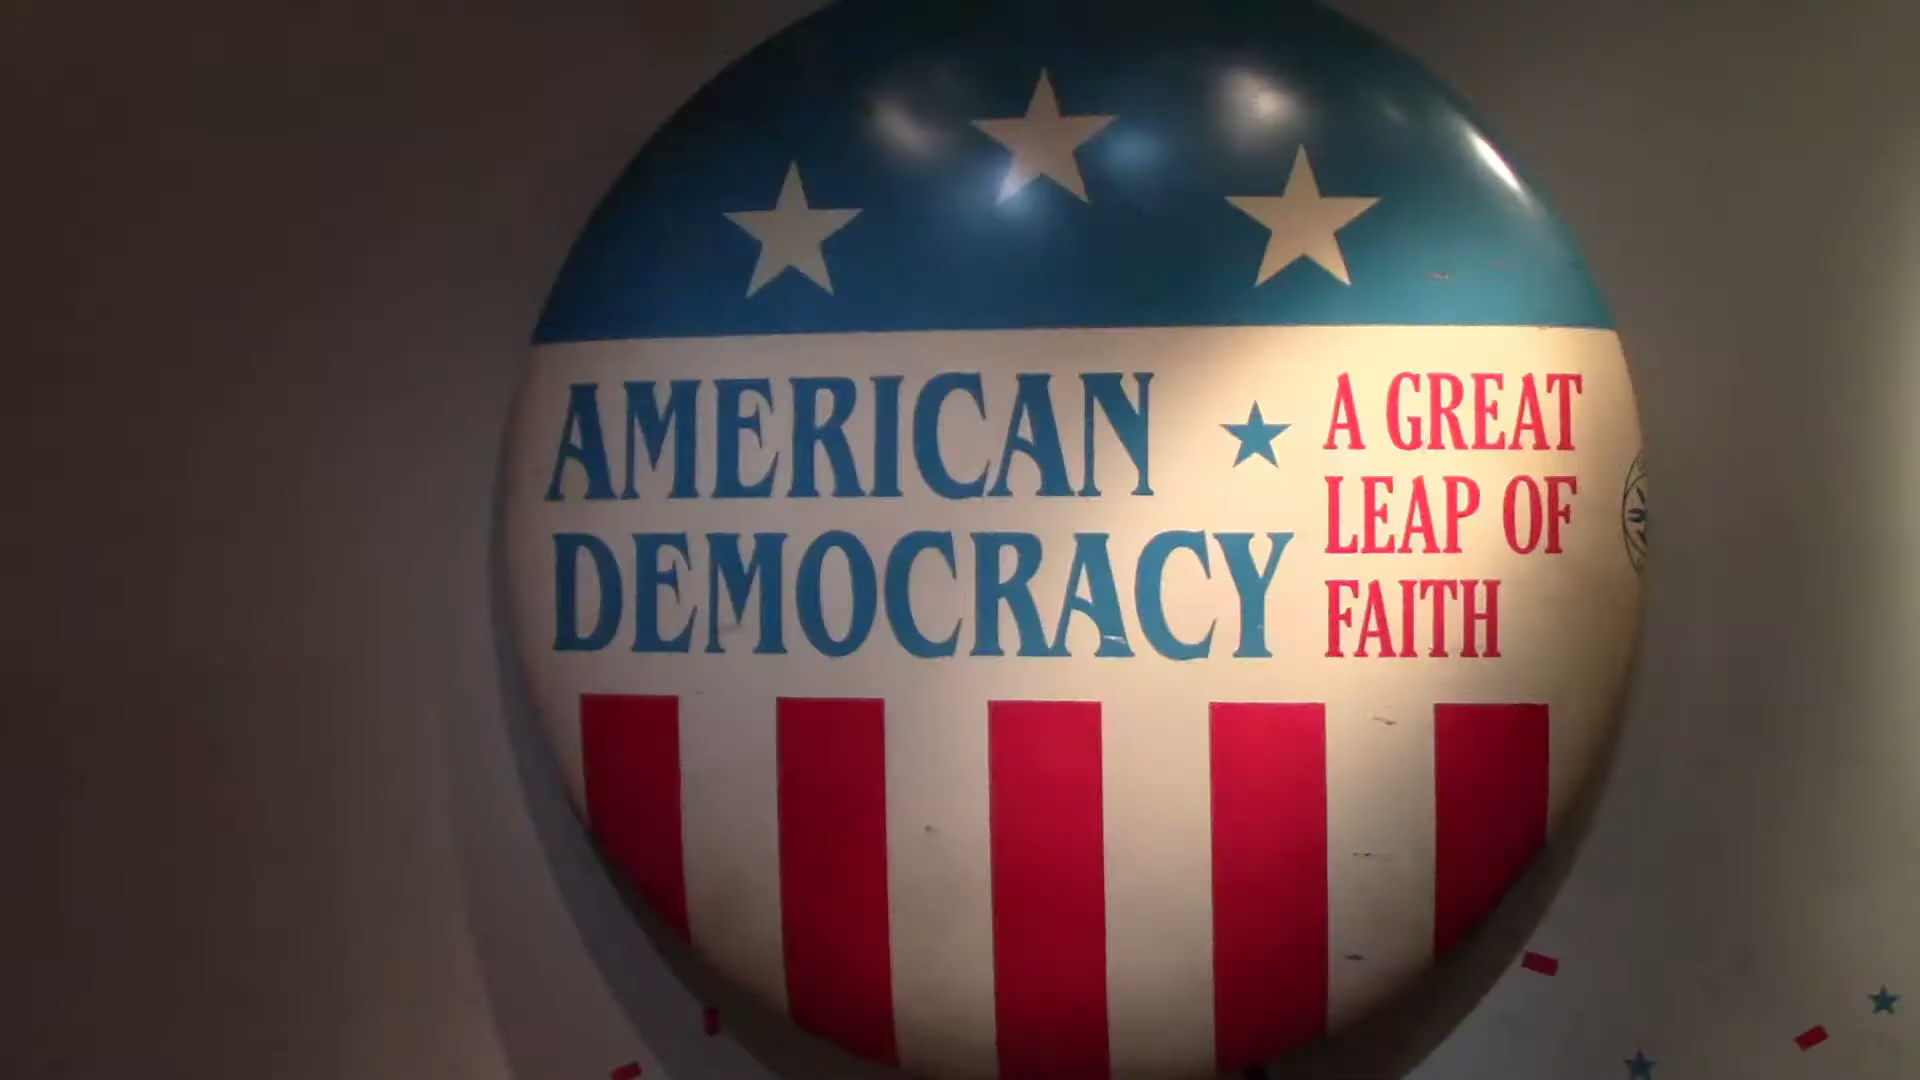 AMERICAN
DEMOCRACY
A GREAT
LEAP OF
FAITH